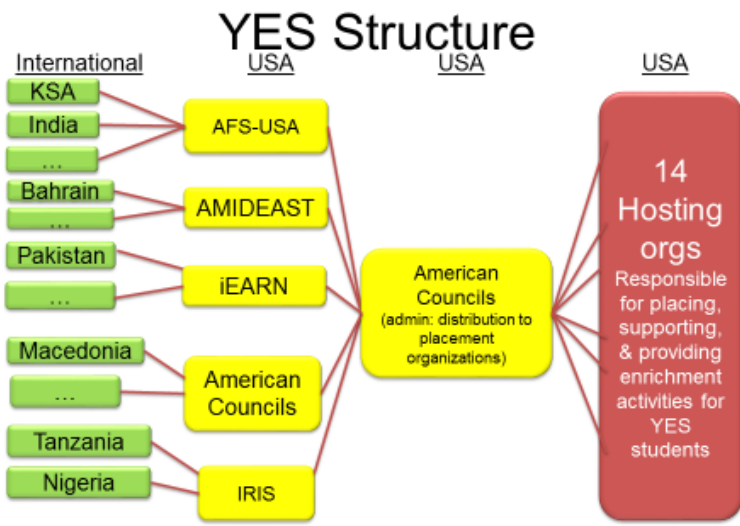 YES Structure
International
USA
USA
USA
KSA
India
...
Bahrain
...
Pakistan
...
Macedonia
...
Tanzania
Nigeria
AFS-USA
AMIDEAST
iEARN
American
Councils
IRIS
American
Councils
(admin: distribution to
placement
organizations)
14
Hosting
orgs
Responsible
for placing,
supporting,
& providing
enrichment
activities for
YES
students